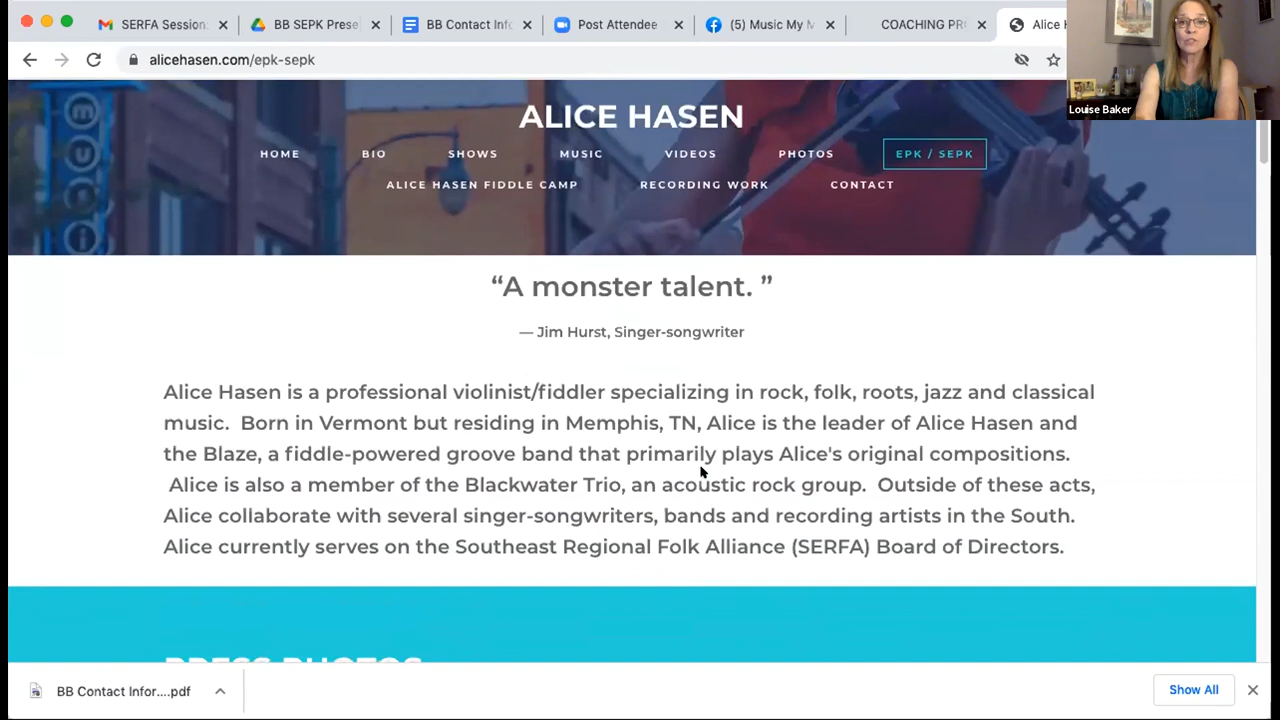 SERFA Session
BB SEPK Prese
BB Contact Info
Post Attendee
(5) Music My M
COACHING PR
Alice H
alicehasen.com/epk-sepk
Louise Baker
ALICE HASEN
HOME BIO SHOWS MUSIC VIDEOS PHOTOS EPK / SEPK
ALICE HASEN FIDDLE CAMP RECORDING WORK CONTACT
“A monster talent. ”
— Jim Hurst, Singer-songwriter
Alice Hasen is a professional violinist/fiddler specializing in rock, folk, roots, jazz and classical
music. Born in Vermont but residing in Memphis, TN, Alice is the leader of Alice Hasen and
the Blaze, a fiddle-powered groove band that primarily plays Alice's original compositions.
Alice is also a member of the Blackwater Trio, an acoustic rock group. Outside of these acts,
Alice collaborate with several singer-songwriters, bands and recording artists in the South.
Alice currently serves on the Southeast Regional Folk Alliance (SERFA) Board of Directors.
PRESS PHOTOS
BB Contact Infor....pdf
Show All